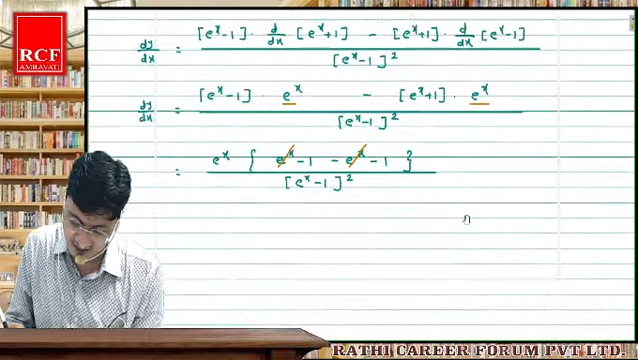 RCF
AMRAVATI
dy/dx = [e^x-1] · d/dx [e^x+1] - [e^x+1] · d/dx [e^x-1] / [e^x-1]^2
dy/dx = [e^x-1] · e^x - [e^x+1] · e^x / [e^x-1]^2
= e^x { e^x-1 - e^x-1 } / [e^x-1]^2
RATHI CAREER FORUM PVT LTD.